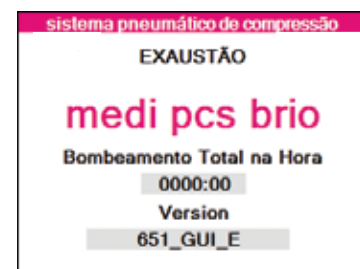 sistema pneumático de compressão
EXAUSTÃO
medi pcs brio
Bombeamento Total na Hora
0000:00
Version
651_GUI_E